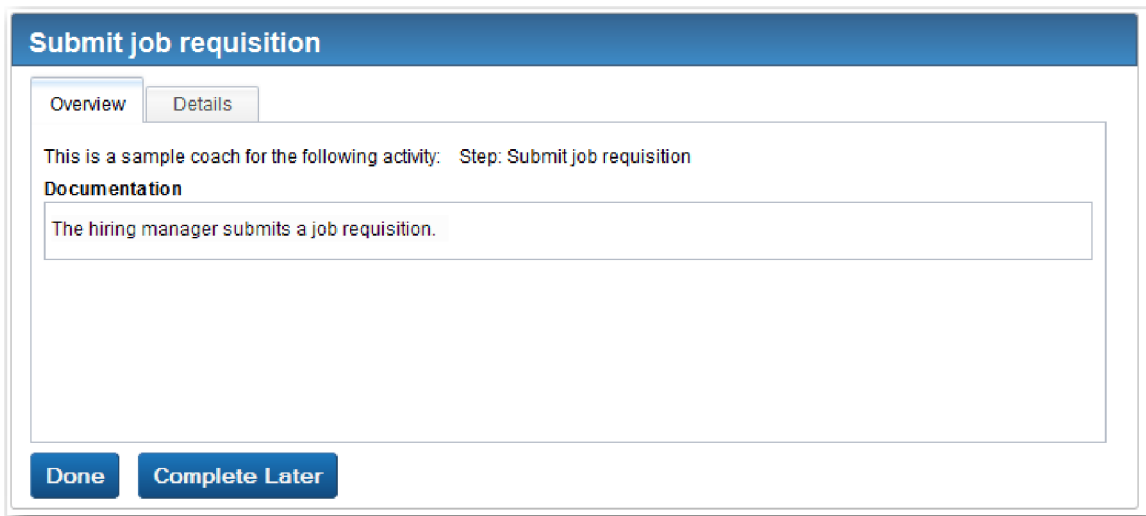 Submit job requisition
Overview Details
This is a sample coach for the following activity: Step: Submit job requisition
Documentation
The hiring manager submits a job requisition.
Done Complete Later